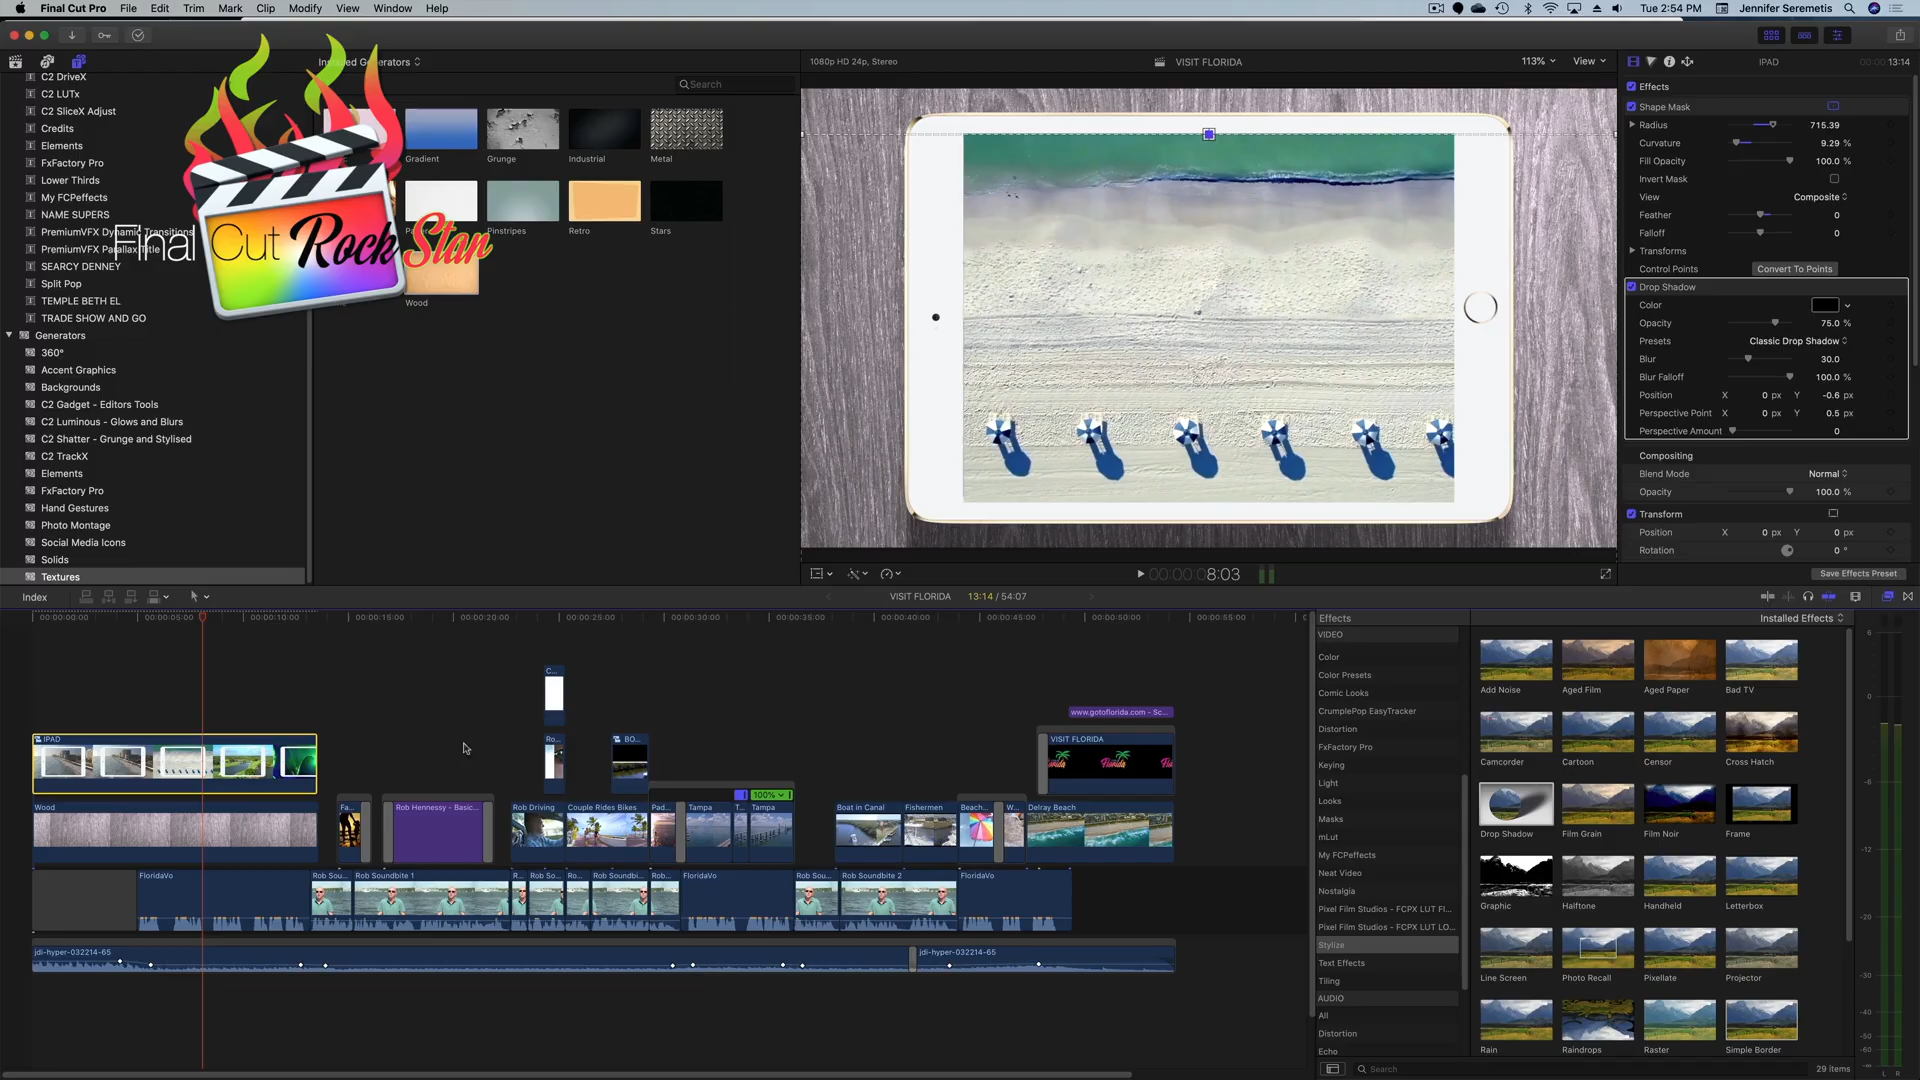 Final Cut Pro File Edit Trim Mark Clip Modify View Window Help
Tue 2:54 PM Jennifer Seremetis
Installed Generators
1080p HD 24p, Stereo
VISIT FLORIDA
113%
View
IPAD
13:14
Search
C2 DriveX
C2 LUTx
C2 SliceX Adjust
Credits
Elements
FxFactory Pro
Lower Thirds
My FCPeffects
NAME SUPERS
PremiumVFX Dynamic Transitions
PremiumVFX Parallax Title
SEARCY DENNEY
Split Pop
TEMPLE BETH EL
TRADE SHOW AND GO
Generators
360°
Accent Graphics
Backgrounds
C2 Gadget - Editors Tools
C2 Luminous - Glows and Blurs
C2 Shatter - Grunge and Stylised
C2 TrackX
Elements
FxFactory Pro
Hand Gestures
Photo Montage
Social Media Icons
Solids
Textures
Final Cut Rock Star
Gradient
Grunge
Industrial
Metal
Pinstripes
Retro
Stars
Wood
Effects
Shape Mask
Radius 715.39
Curvature 9.29 %
Fill Opacity 100.0 %
Invert Mask
View Composite
Feather 0
Falloff 0
Transforms
Control Points Convert To Points
Drop Shadow
Color
Opacity 75.0 %
Presets Classic Drop Shadow
Blur 30.0
Blur Falloff 100.0 %
Position X 0 px Y -0.6 px
Perspective Point X 0 px Y 0.5 px
Perspective Amount 0
Compositing
Blend Mode Normal
Opacity 100.0 %
Transform
Position X 0 px Y 0 px
Rotation 0 °
Save Effects Preset
00:00:00:08:03
Index
VISIT FLORIDA 13:14 / 54:07
00:00:00:00 00:00:05:00 00:00:10:00 00:00:15:00 00:00:20:00 00:00:25:00 00:00:30:00 00:00:35:00 00:00:40:00 00:00:45:00 00:00:50:00 00:00:55:00
C...
www.gotoflorida.com - Sc...
IPAD
Ro...
BO...
VISIT FLORIDA
100%
Wood
Fa...
Rob Hennessy - Basic...
Rob Driving
Couple Rides Bikes
Pad...
Tampa
T...
Tampa
Boat in Canal
Fishermen
Beach...
W...
Delray Beach
FloridaVo
Rob Sou...
Rob Soundbite 1
R...
Rob So...
Ro...
Rob Soundbi...
Rob...
FloridaVo
Rob Sou...
Rob Soundbite 2
FloridaVo
jdi-hyper-032214-65
jdi-hyper-032214-65
Effects
Installed Effects
VIDEO
Color
Color Presets
Comic Looks
CrumplePop EasyTracker
Distortion
FxFactory Pro
Keying
Light
Looks
Masks
mLut
My FCPeffects
Neat Video
Nostalgia
Pixel Film Studios - FCPX LUT FI...
Pixel Film Studios - FCPX LUT LO...
Stylize
Text Effects
Tiling
AUDIO
All
Distortion
Echo
Add Noise
Aged Film
Aged Paper
Bad TV
Camcorder
Cartoon
Censor
Cross Hatch
Drop Shadow
Film Grain
Film Noir
Frame
Graphic
Halftone
Handheld
Letterbox
Line Screen
Photo Recall
Pixellate
Projector
Rain
Raindrops
Raster
Simple Border
Search
29 items
6
0
-6
-12
-20
-30
-40
-50
-60
L R